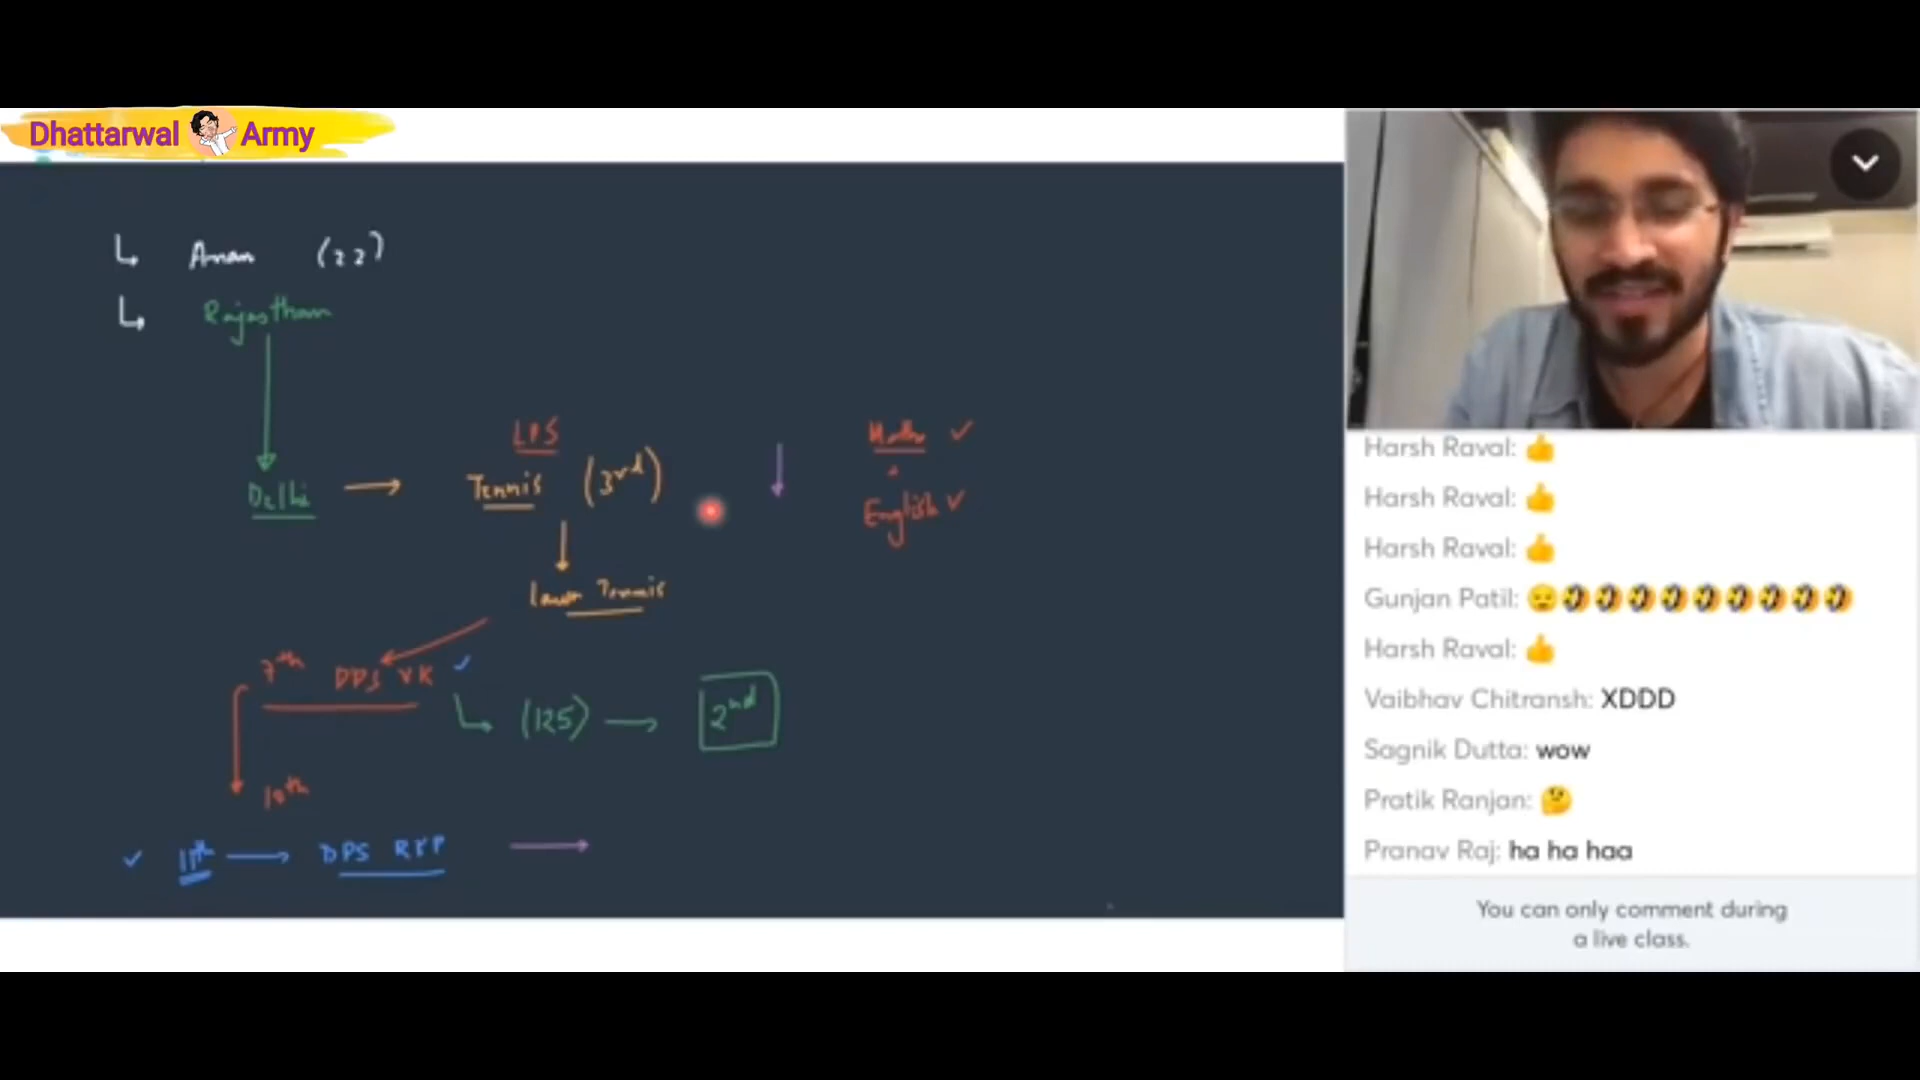 Dhattarwal Army
Aman (22)
Rajasthan
LPS
Maths ✓
Delhi → Tennis (3rd)
English ✓
Lawn Tennis
7th DPS VK ✓
(125) → 2nd
10th
✓ 11th → DPS RKP →
Harsh Raval: 👍
Harsh Raval: 👍
Harsh Raval: 👍
Gunjan Patil: 😔🤣🤣🤣🤣🤣🤣🤣🤣🤣
Harsh Raval: 👍
Vaibhav Chitransh: XDDD
Sagnik Dutta: wow
Pratik Ranjan: 🤔
Pranav Raj: ha ha haa
You can only comment during
a live class.